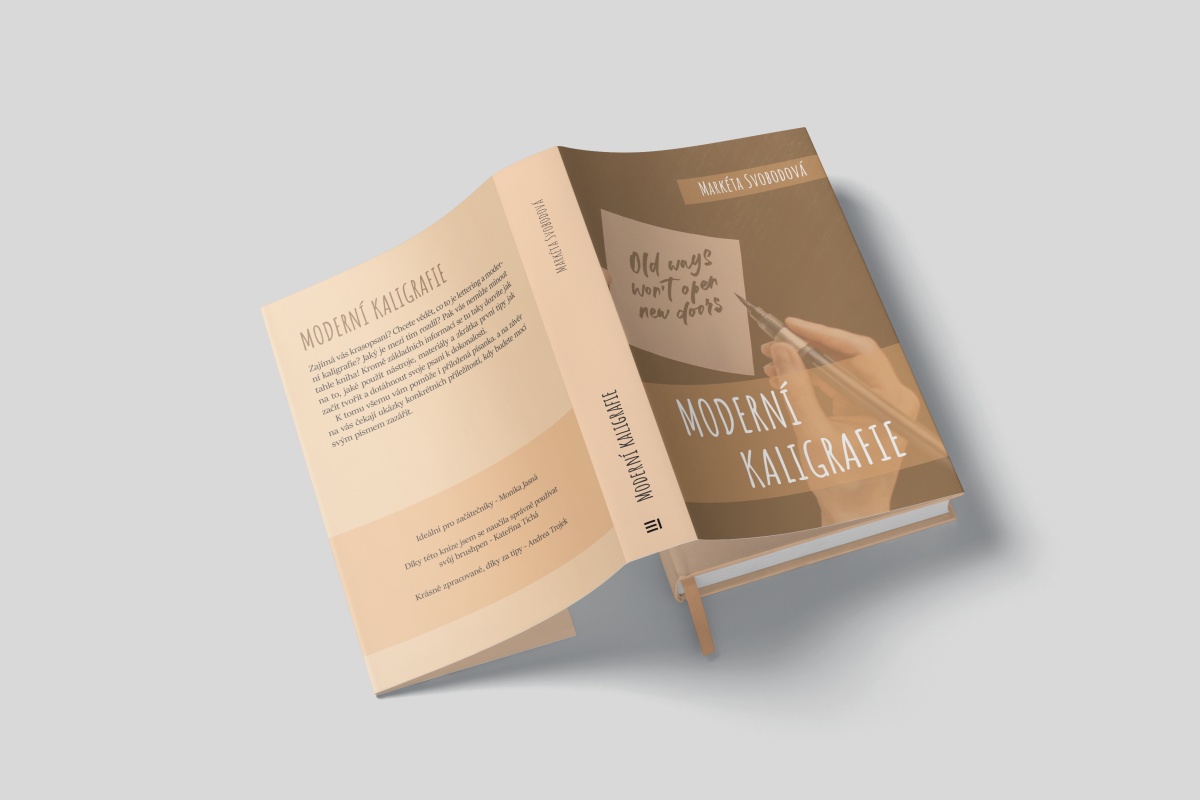 MODERNÍ KALIGRAFIE
Zajímá vás krasopsaní? Chcete vědět, co to je lettering a moder-
ní kaligrafie? Jaký je mezi tím rozdíl? Pak vás nemůže minout
tahle kniha! Kromě základních informací se tu taky dozvíte jak
na to, jaké použít nástroje, materiály a zkrátka první tipy jak
začít tvořit a dotáhnout svoje psaní k dokonalosti.
K tomu všemu vám pomůže i přiložená písanka. a na závěr
na vás čekají ukázky konkrétních příležitostí, kdy budete moci
svým písmem zazářit.
Ideální pro začátečníky - Monika Jasná
Díky této knize jsem se naučila správně používat
svůj brushpen - Kateřina Tichá
Krásně zpracované, díky za tipy - Andrea Trojek
MARKÉTA SVOBODOVÁ
MODERNÍ KALIGRAFIE
MARKÉTA SVOBODOVÁ
Old ways
won't open
new doors
MODERNÍ
KALIGRAFIE